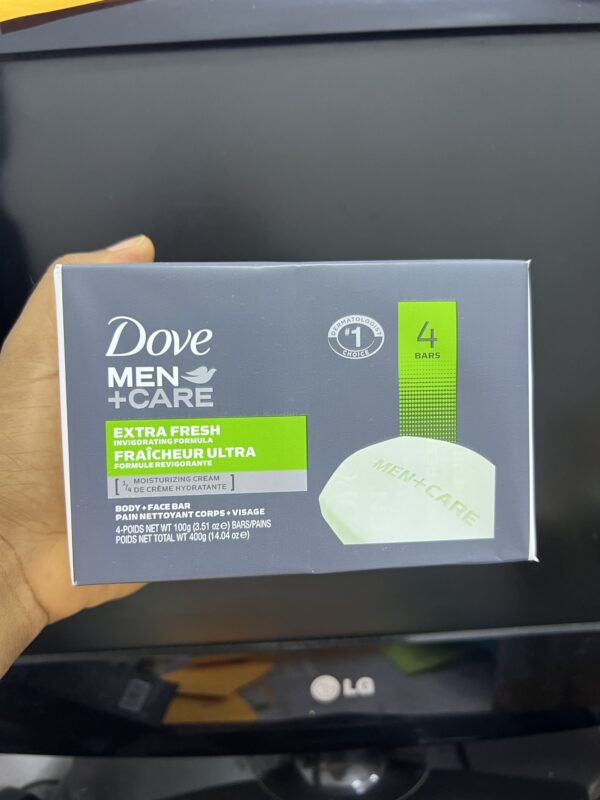 Dove
MEN
+CARE
DERMATOLOGIST
#1
CHOICE
4
BARS
EXTRA FRESH
INVIGORATING FORMULA
FRAÎCHEUR ULTRA
FORMULE REVIGORANTE
1/4 MOISTURIZING CREAM
DE CRÈME HYDRATANTE
MEN+CARE
BODY + FACE BAR
PAIN NETTOYANT CORPS + VISAGE
4-POIDS NET WT 100g (3.51 oz ℮) BARS/PAINS
POIDS NET TOTAL WT 400g (14.04 oz ℮)
LG